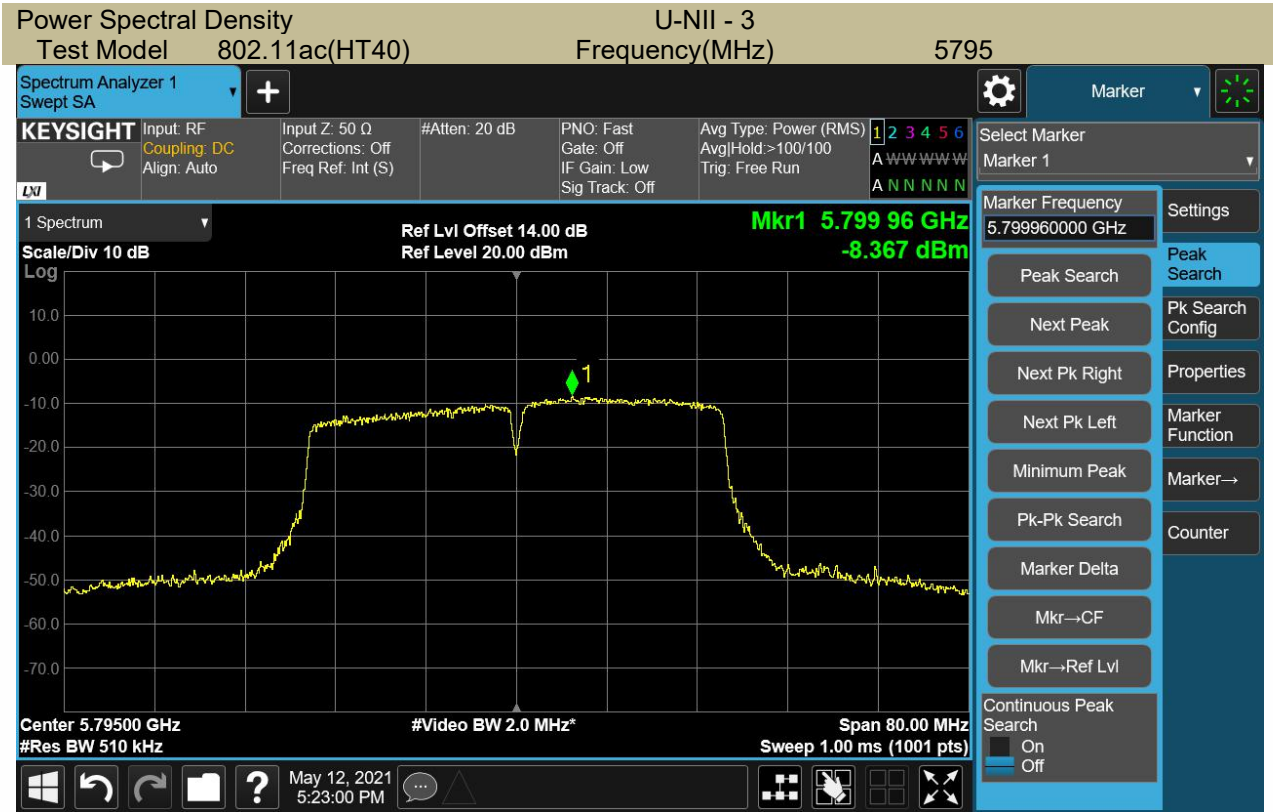 Power Spectral Density U-NII - 3
Test Model 802.11ac(HT40) Frequency(MHz) 5795
Spectrum Analyzer 1
Swept SA
+
Marker
KEYSIGHT
LXI
Input: RF
Coupling: DC
Align: Auto
Input Z: 50 Ω
Corrections: Off
Freq Ref: Int (S)
#Atten: 20 dB
PNO: Fast
Gate: Off
IF Gain: Low
Sig Track: Off
Avg Type: Power (RMS)
Avg|Hold:>100/100
Trig: Free Run
1 2 3 4 5 6
A W W W W W
A N N N N N
Select Marker
Marker 1
1 Spectrum
Scale/Div 10 dB
Log
Ref Lvl Offset 14.00 dB
Ref Level 20.00 dBm
Mkr1 5.799 96 GHz
-8.367 dBm
10.0
0.00
-10.0
-20.0
-30.0
-40.0
-50.0
-60.0
-70.0
1
Center 5.79500 GHz
#Res BW 510 kHz
#Video BW 2.0 MHz*
Span 80.00 MHz
Sweep 1.00 ms (1001 pts)
Marker Frequency
5.799960000 GHz
Peak Search
Next Peak
Next Pk Right
Next Pk Left
Minimum Peak
Pk-Pk Search
Marker Delta
Mkr→CF
Mkr→Ref Lvl
Continuous Peak
Search
On
Off
Settings
Peak
Search
Pk Search
Config
Properties
Marker
Function
Marker→
Counter
?
May 12, 2021
5:23:00 PM